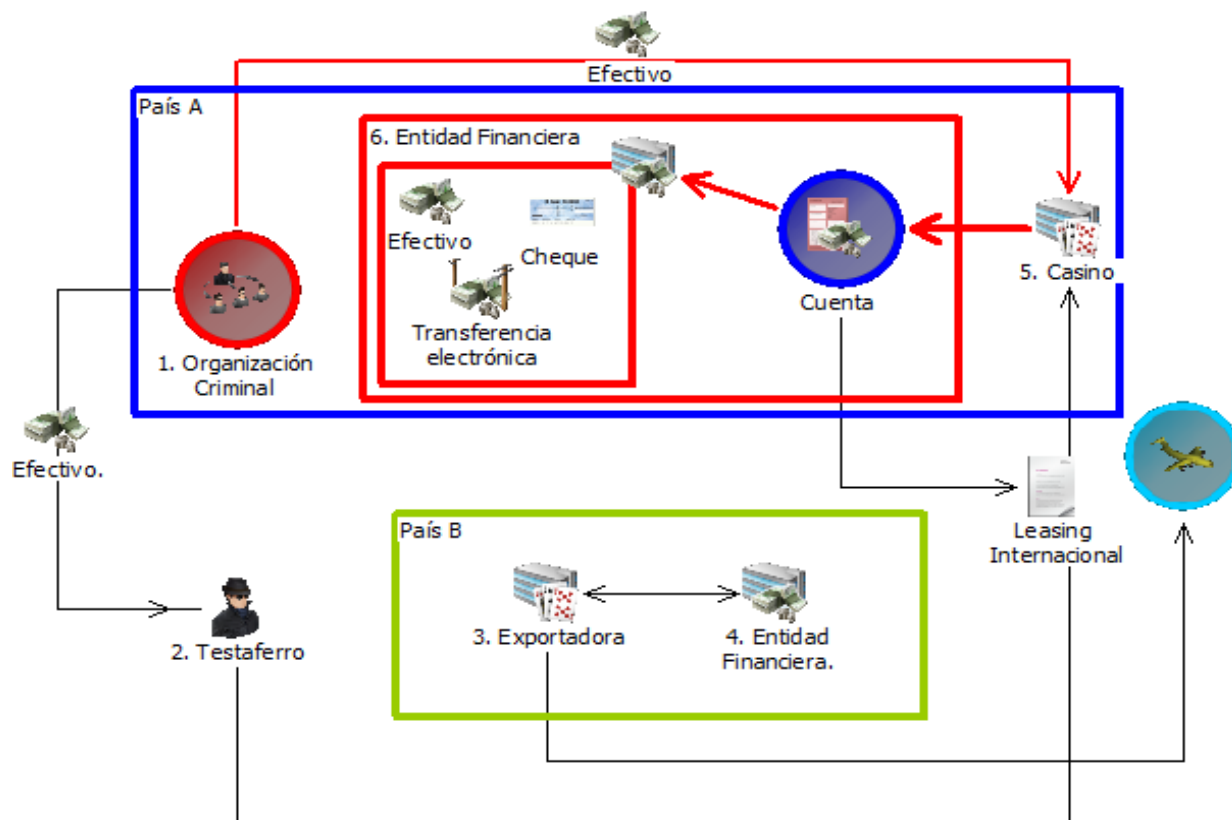 Efectivo
País A
6. Entidad Financiera
Efectivo
Cheque
5. Casino
Cuenta
Transferencia
electrónica
1. Organización
Criminal
Efectivo.
País B
Leasing
Internacional
3. Exportadora
4. Entidad
Financiera.
2. Testaferro